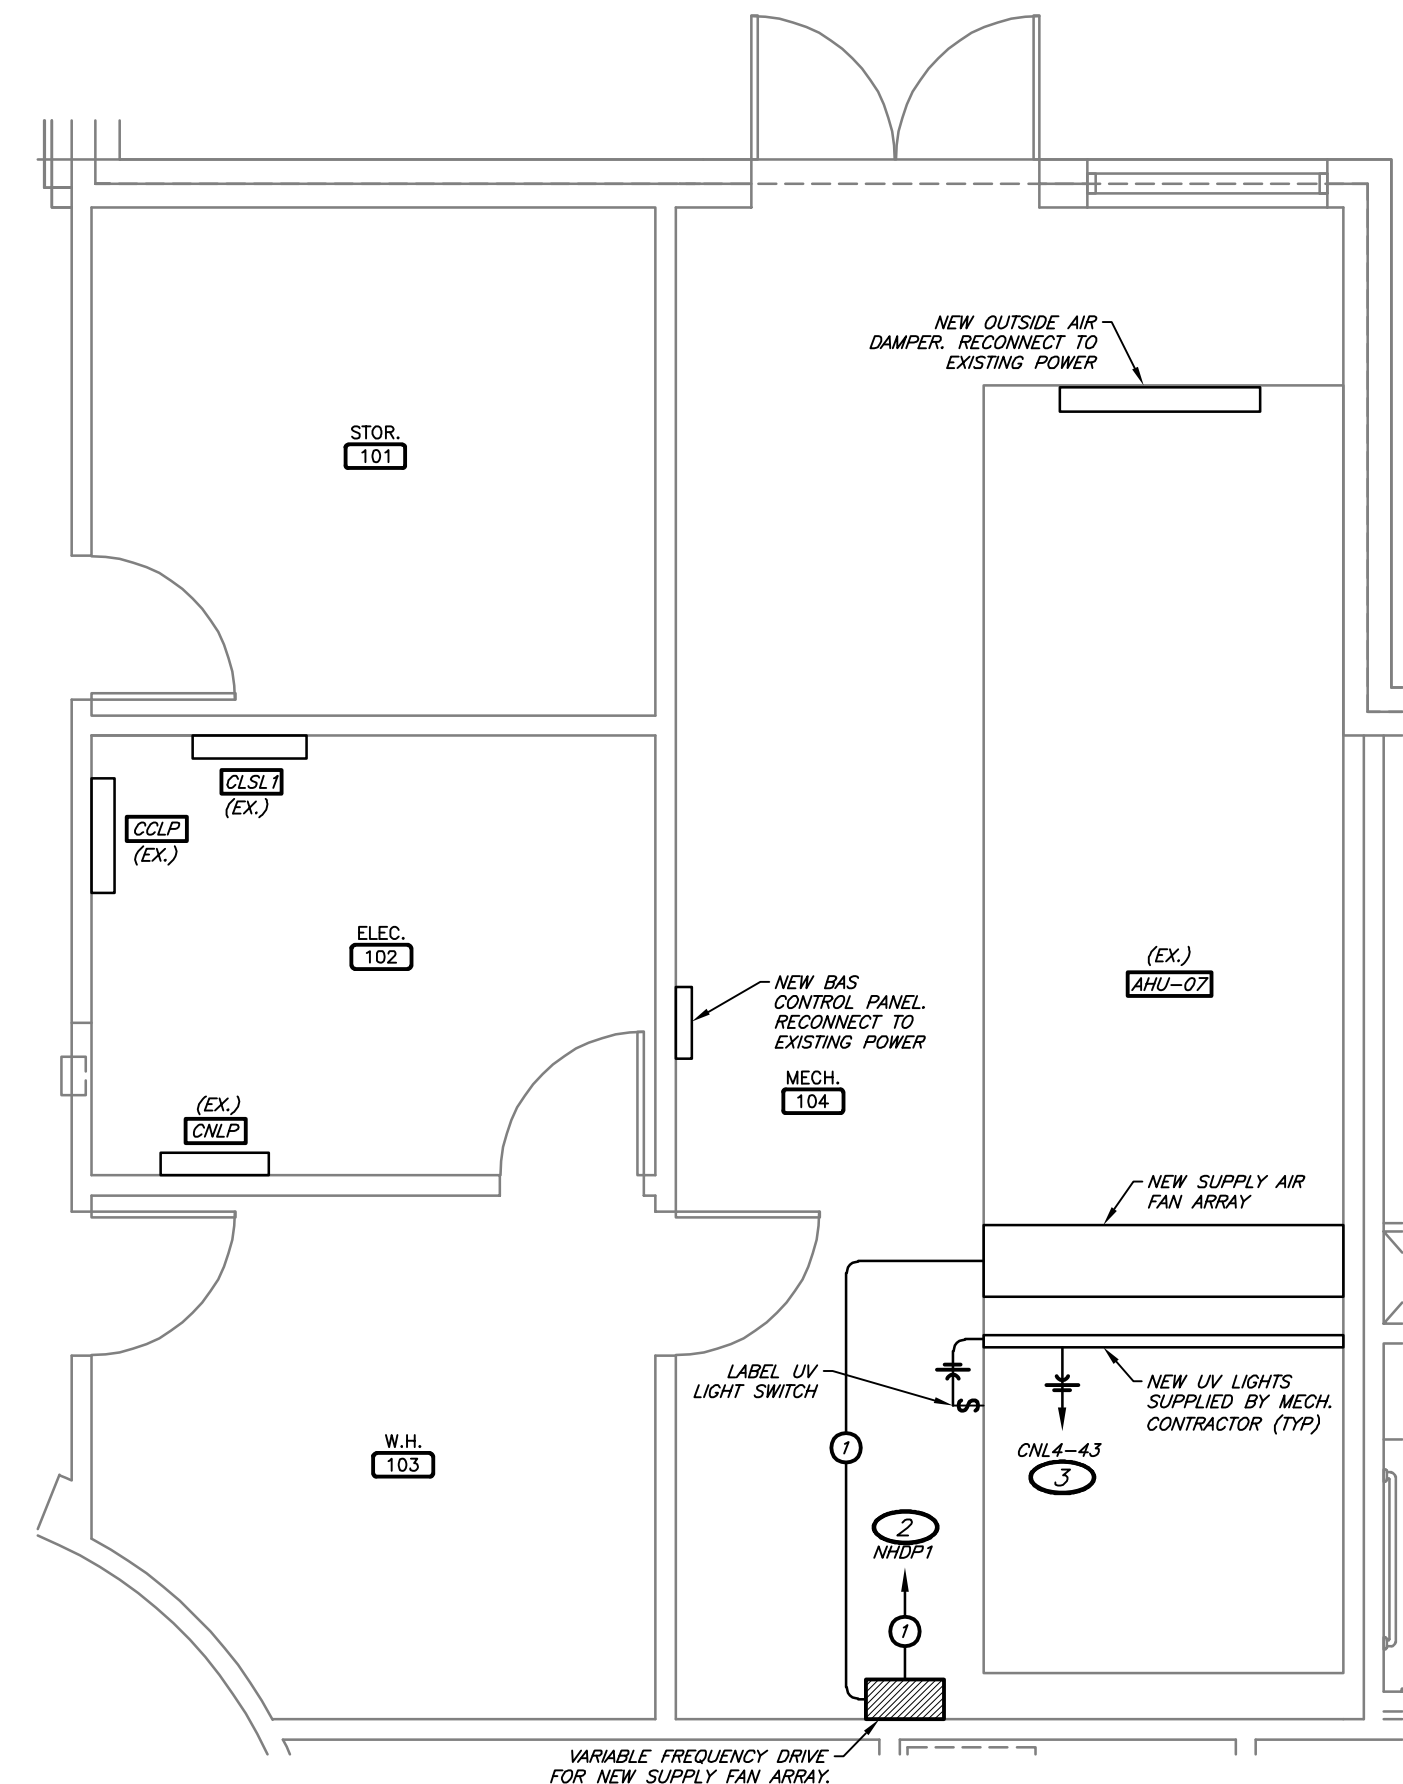 NEW OUTSIDE AIR
DAMPER. RECONNECT TO
EXISTING POWER
STOR.
101
CLSL1
(EX.)
CCLP
(EX.)
ELEC.
102
(EX.)
AHU-07
NEW BAS
CONTROL PANEL.
RECONNECT TO
EXISTING POWER
MECH.
104
(EX.)
CNLP
NEW SUPPLY AIR
FAN ARRAY
LABEL UV
LIGHT SWITCH
S
NEW UV LIGHTS
SUPPLIED BY MECH.
CONTRACTOR (TYP)
W.H.
103
1
CNL4-43
3
2
NHDP1
1
VARIABLE FREQUENCY DRIVE
FOR NEW SUPPLY FAN ARRAY.